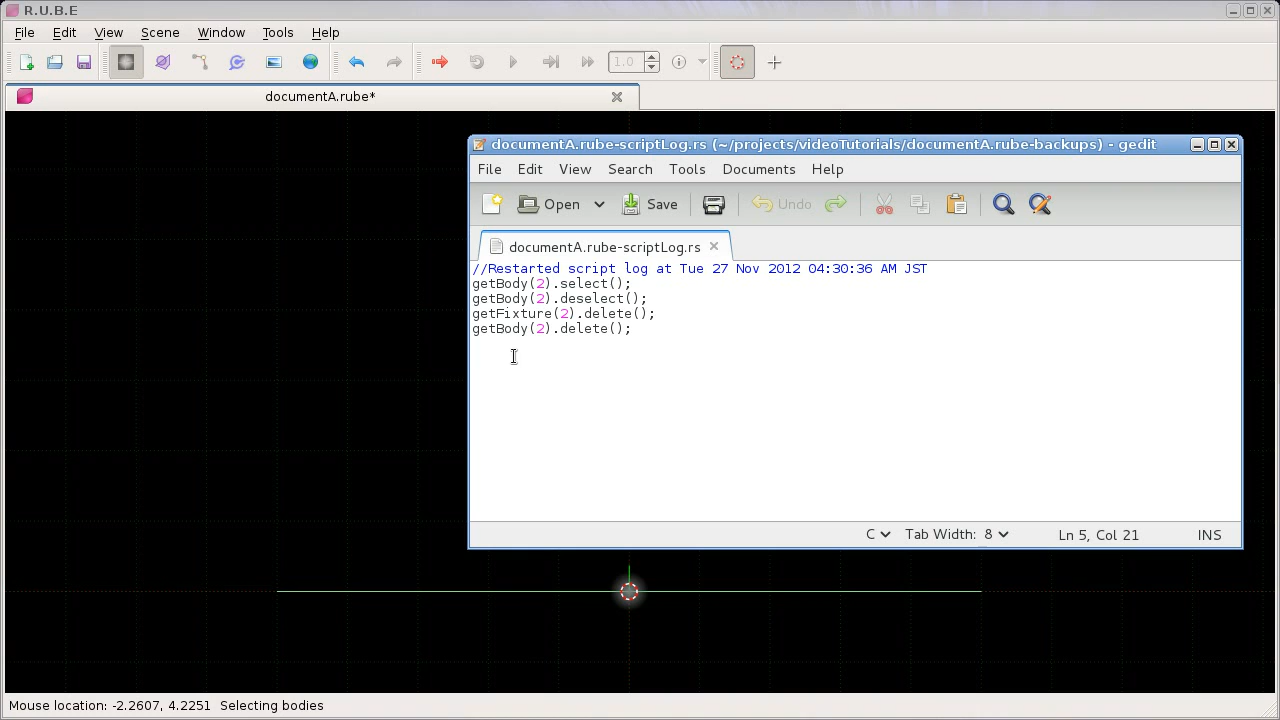 R.U.B.E
File Edit View Scene Window Tools Help
1.0
documentA.rube*
documentA.rube-scriptLog.rs (~/projects/videoTutorials/documentA.rube-backups) - gedit
File Edit View Search Tools Documents Help
Open Save Undo
documentA.rube-scriptLog.rs
//Restarted script log at Tue 27 Nov 2012 04:30:36 AM JST
getBody(2).select();
getBody(2).deselect();
getFixture(2).delete();
getBody(2).delete();
C Tab Width: 8 Ln 5, Col 21 INS
Mouse location: -2.2607, 4.2251 Selecting bodies